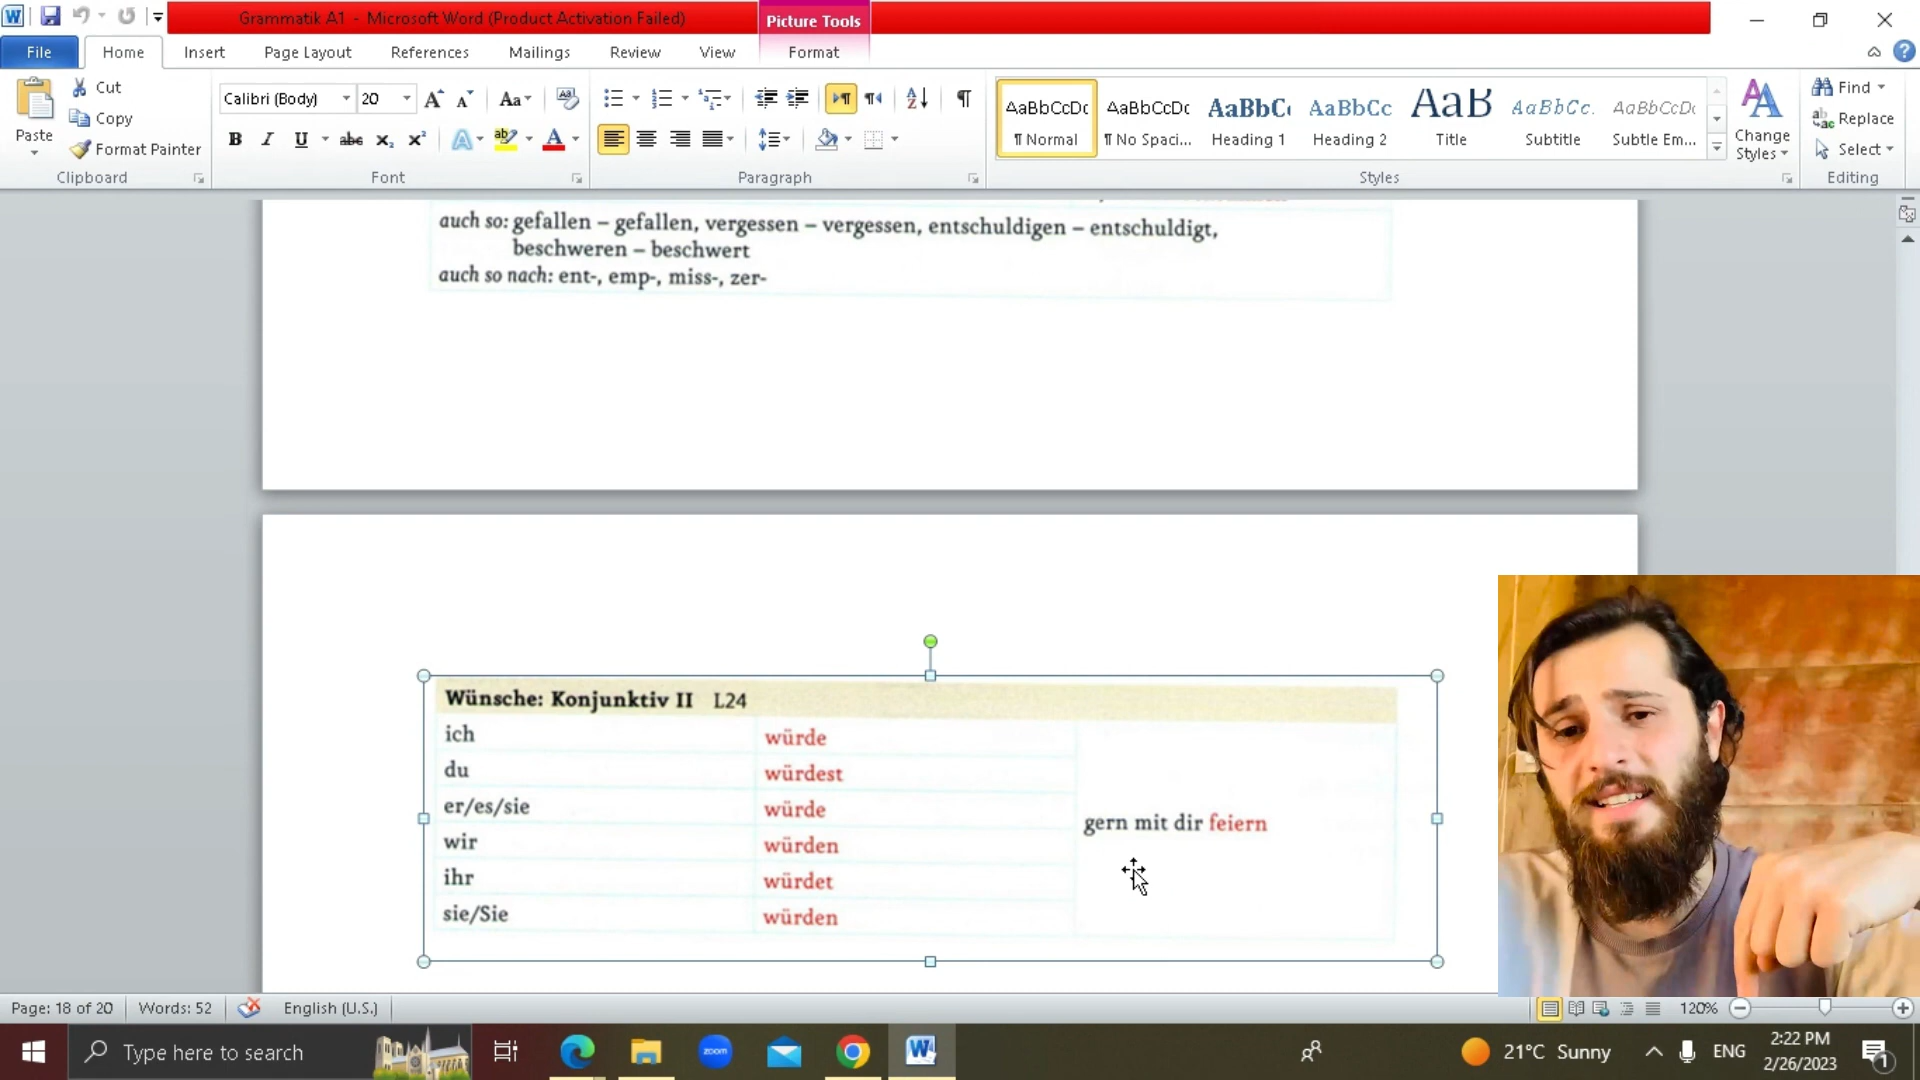 Grammatik A1 - Microsoft Word (Product Activation Failed)
Picture Tools
File Home Insert Page Layout References Mailings Review View Format
Paste
Cut
Copy
Format Painter
Clipboard
Calibri (Body) 20
Font
Paragraph
AaBbCcDc AaBbCcDc AaBbC AaBbCc AaB AaBbCc. AaBbCcDc
¶ Normal ¶ No Spaci... Heading 1 Heading 2 Title Subtitle Subtle Em...
Styles
Change Styles
Find
Replace
Select
Editing
auch so: gefallen – gefallen, vergessen – vergessen, entschuldigen – entschuldigt,
beschweren – beschwert
auch so nach: ent-, emp-, miss-, zer-
Wünsche: Konjunktiv II L24
ich würde
du würdest
er/es/sie würde
gern mit dir feiern
wir würden
ihr würdet
sie/Sie würden
Page: 18 of 20 Words: 52 English (U.S.) 120%
Type here to search
zoom
21°C Sunny
ENG
2:22 PM
2/26/2023
1